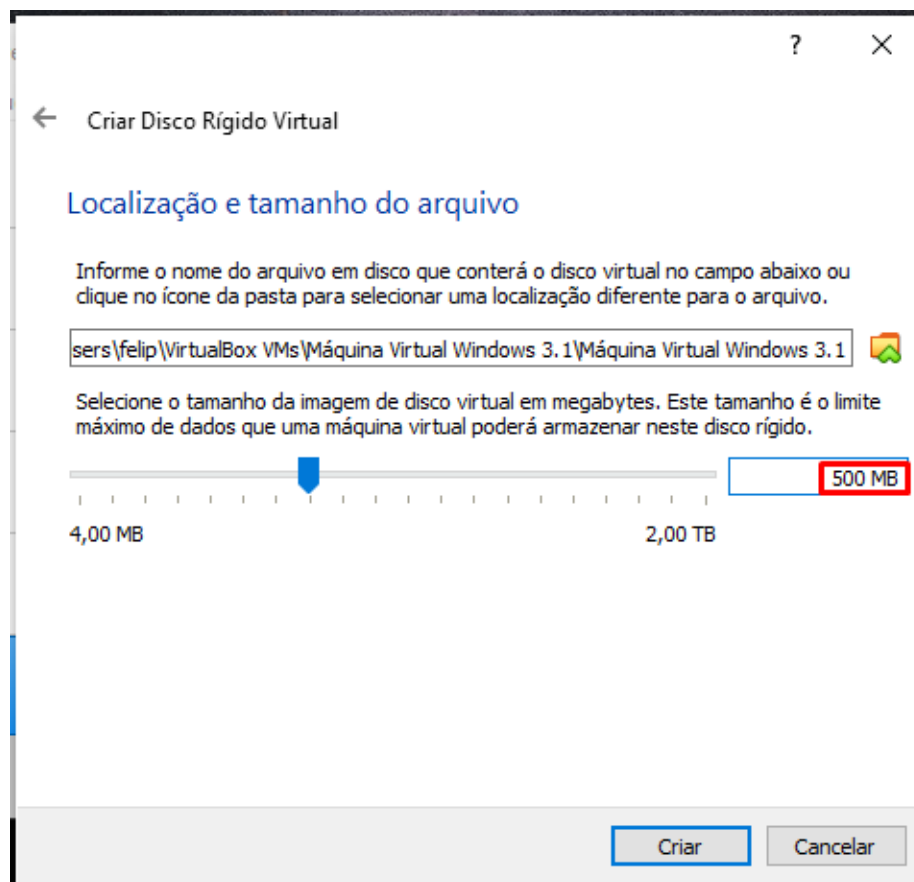 ?
Criar Disco Rígido Virtual
Localização e tamanho do arquivo
Informe o nome do arquivo em disco que conterá o disco virtual no campo abaixo ou
clique no ícone da pasta para selecionar uma localização diferente para o arquivo.
sers\felip\VirtualBox VMs\Máquina Virtual Windows 3.1\Máquina Virtual Windows 3.1
Selecione o tamanho da imagem de disco virtual em megabytes. Este tamanho é o limite
máximo de dados que uma máquina virtual poderá armazenar neste disco rígido.
500 MB
4,00 MB 2,00 TB
Criar Cancelar